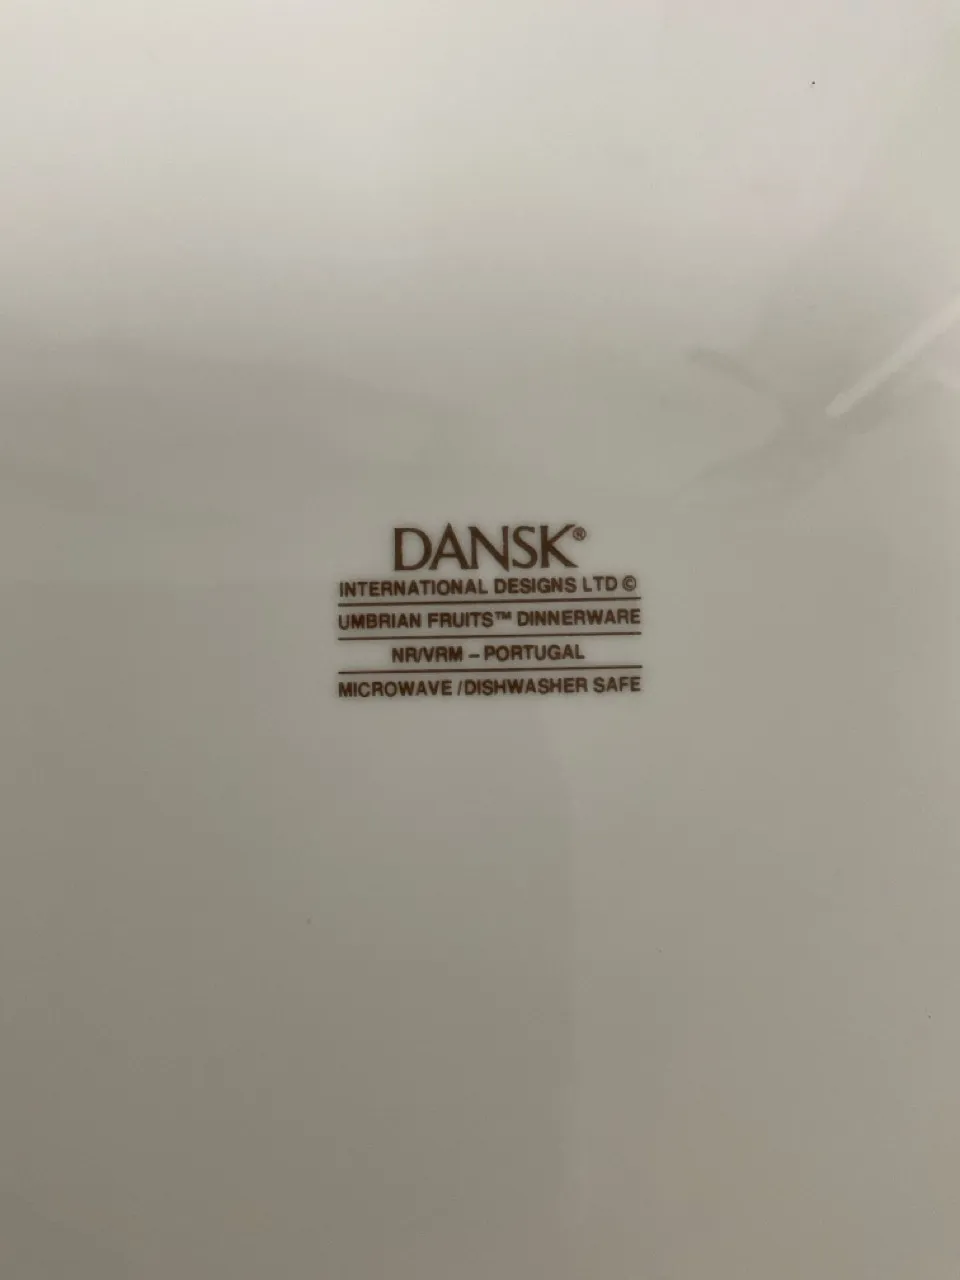 DANSK®
INTERNATIONAL DESIGNS LTD ©
UMBRIAN FRUITS™ DINNERWARE
NR/VRM – PORTUGAL
MICROWAVE /DISHWASHER SAFE